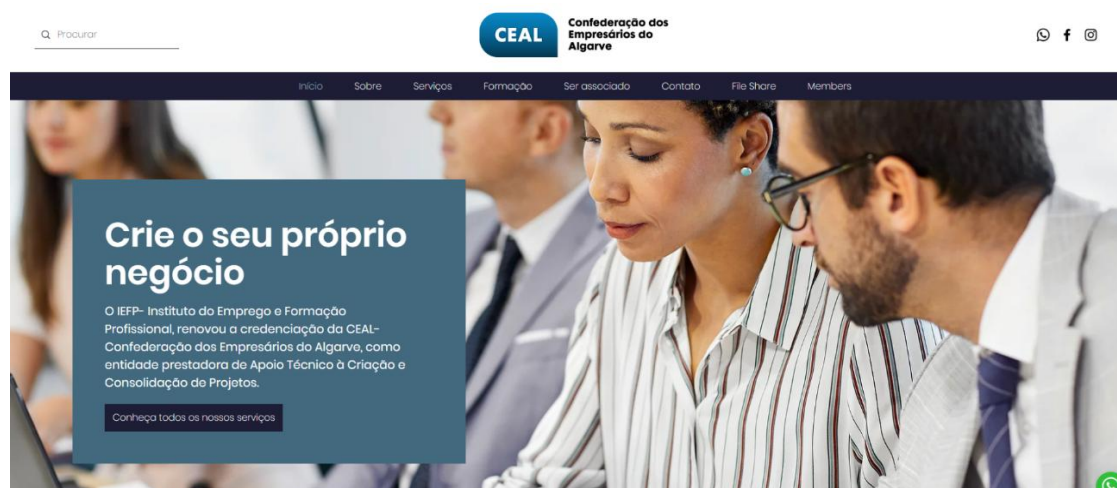 Procurar
CEAL
Confederação dos
Empresários do
Algarve
Início Sobre Serviços Formação Ser associado Contato File Share Members
Crie o seu próprio
negócio
O IEFP- Instituto do Emprego e Formação
Profissional, renovou a credenciação da CEAL-
Confederação dos Empresários do Algarve, como
entidade prestadora de Apoio Técnico à Criação e
Consolidação de Projetos.
Conheça todos os nossos serviços